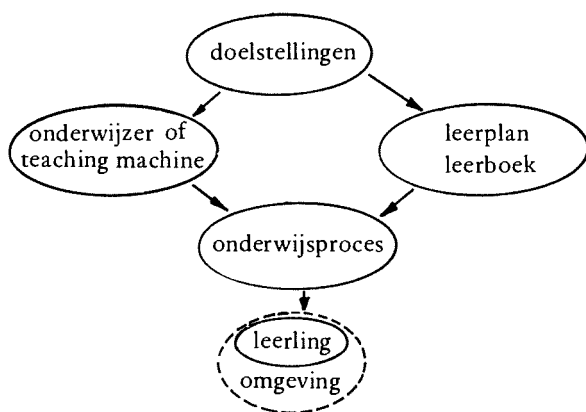 doelstellingen
onderwijzer of
teaching machine
leerplan
leerboek
onderwijsproces
leerling
omgeving